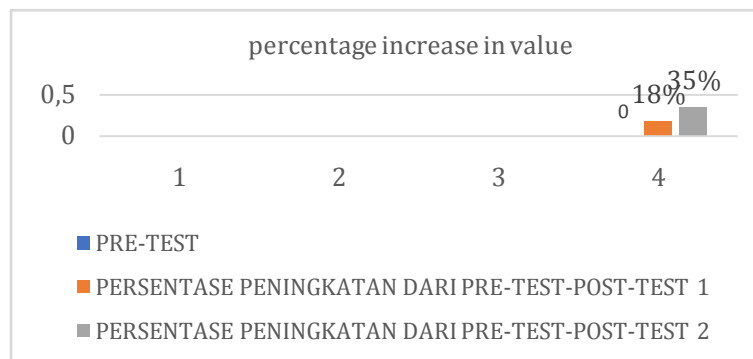 percentage increase in value
0,5
0
0
18%
35%
1 2 3 4
PRE-TEST
PERSENTASE PENINGKATAN DARI PRE-TEST-POST-TEST 1
PERSENTASE PENINGKATAN DARI PRE-TEST-POST-TEST 2